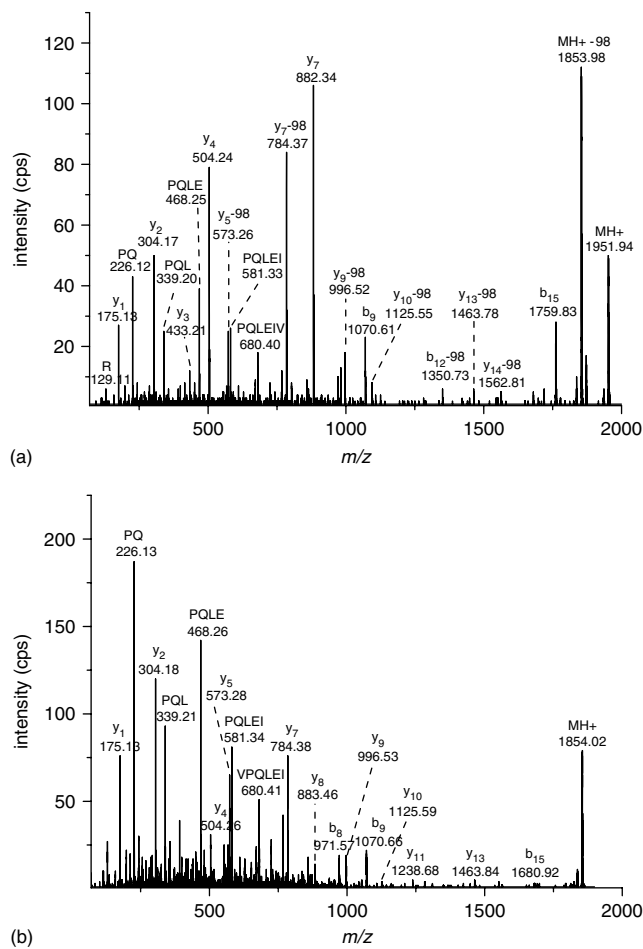 MH+ -98
1853.98
y7
882.34
y7-98
784.37
y4
504.24
PQLE
468.25
y5-98
573.26
MH+
1951.94
y2
304.17
PQ
226.12
PQL
339.20
PQLEI
581.33
y9-98
996.52
y1
175.13
y3
433.21
PQLEIV
680.40
b9
1070.61
y10-98
1125.55
y13-98
1463.78
b15
1759.83
R
129.11
b12-98
1350.73
y14-98
1562.81
120
100
80
60
40
20
intensity (cps)
500
1000
1500
2000
m/z
(a)
PQ
226.13
PQLE
468.26
y2
304.18
y5
573.28
PQL
339.21
PQLEI
581.34
y9
996.53
y1
175.13
y7
784.38
MH+
1854.02
VPQLEI
680.41
y8
883.46
y10
1125.59
y4
504.26
b8
971.57
b9
1070.66
y11
1238.68
y13
1463.84
b15
1680.92
200
150
100
50
intensity (cps)
500
1000
1500
2000
m/z
(b)